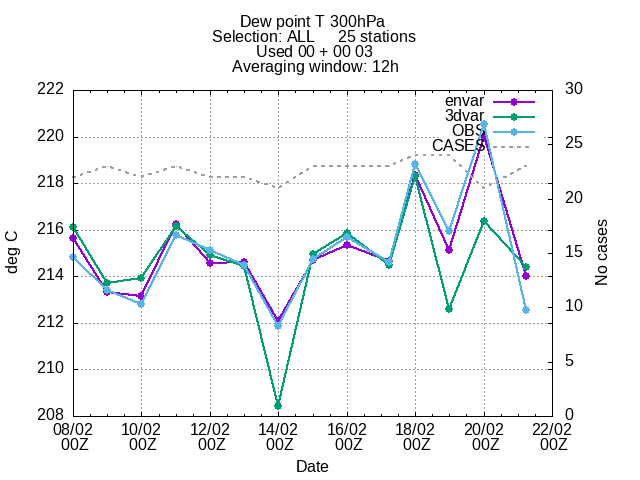 Dew point T 300hPa
Selection: ALL 25 stations
Used 00 + 00 03
Averaging window: 12h
222
220
218
216
214
212
210
208
30
25
20
15
10
5
0
envar
3dvar
OBS
CASES
deg C
No cases
08/02 10/02 12/02 14/02 16/02 18/02 20/02 22/02
00Z 00Z 00Z 00Z 00Z 00Z 00Z 00Z
Date